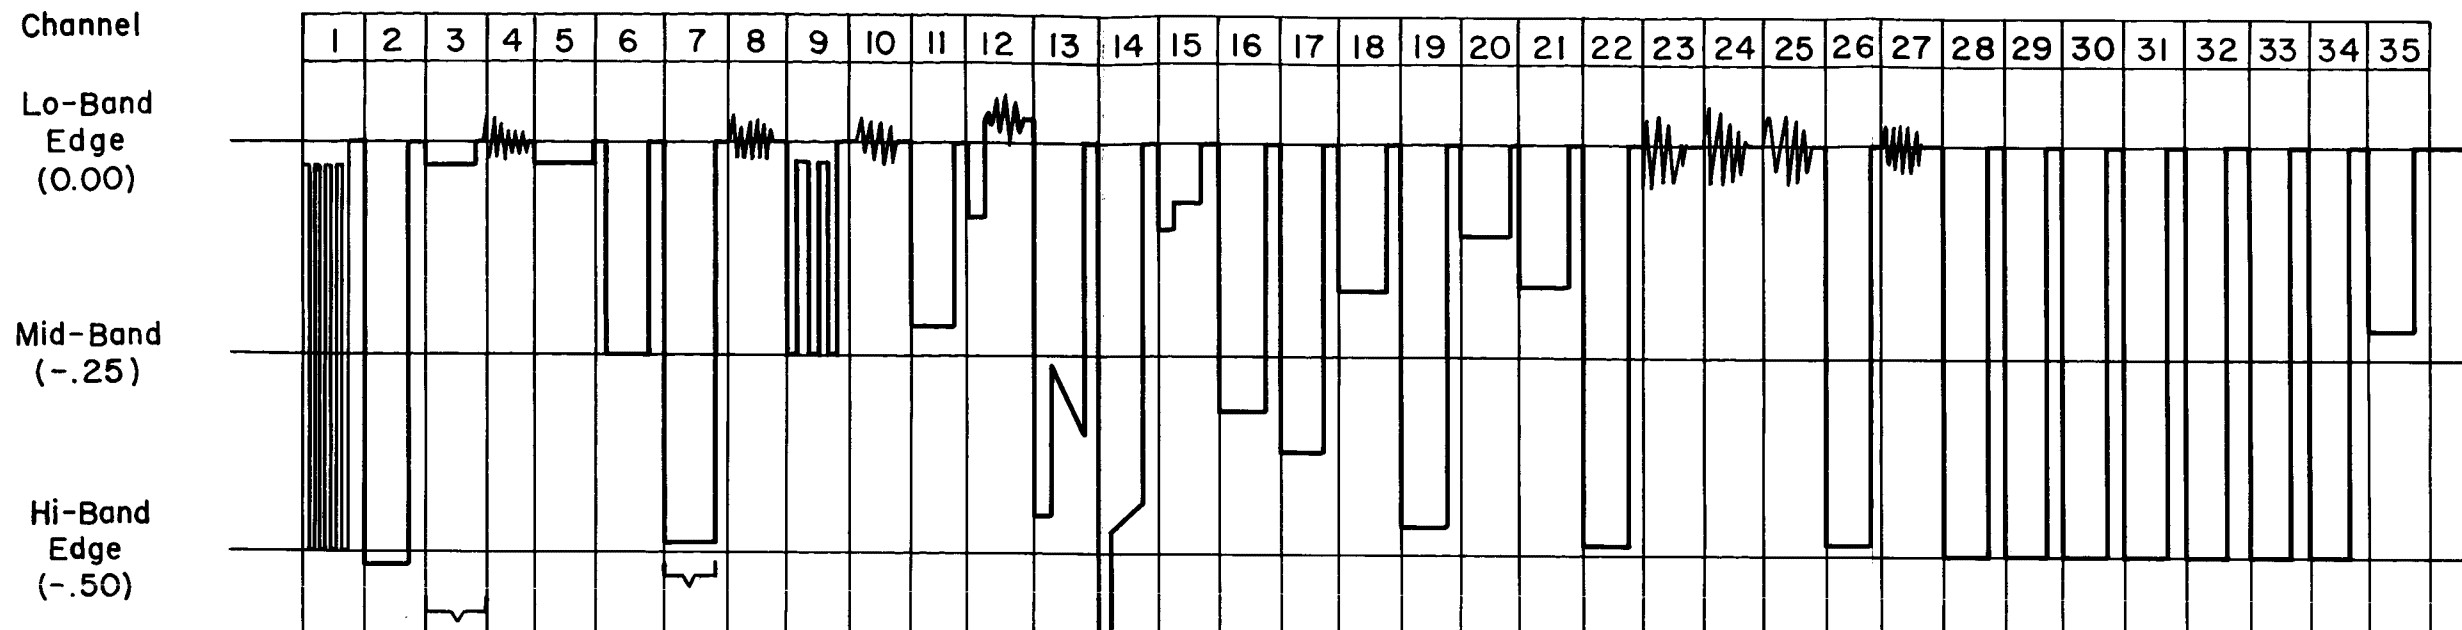 Channel 1 2 3 4 5 6 7 8 9 10 11 12 13 14 15 16 17 18 19 20 21 22 23 24 25 26 27 28 29 30 31 32 33 34 35
Lo-Band
Edge
(0.00)
Mid-Band
(-.25)
Hi-Band
Edge
(-.50)